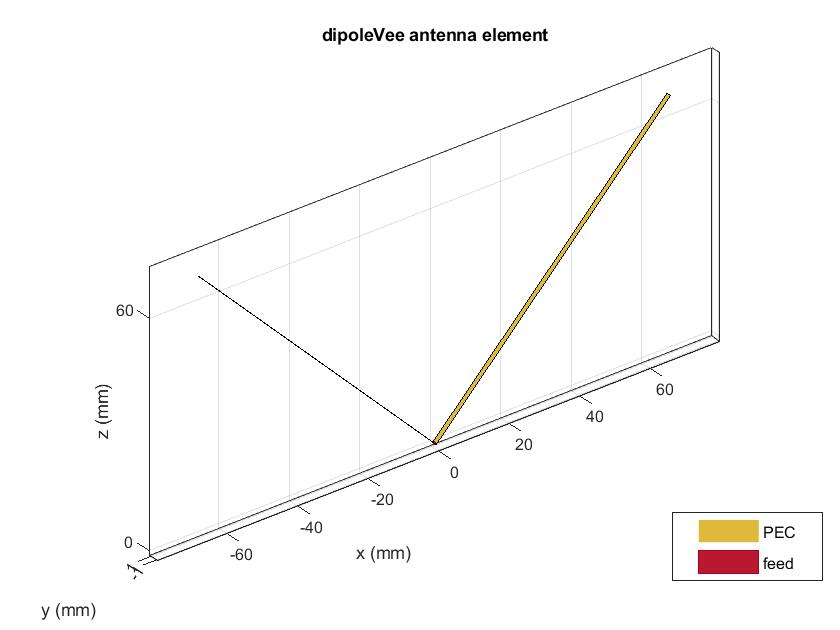 dipoleVee antenna element
60
z (mm)
0
-1
y (mm)
-60
-40
-20
0
20
40
60
x (mm)
PEC
feed